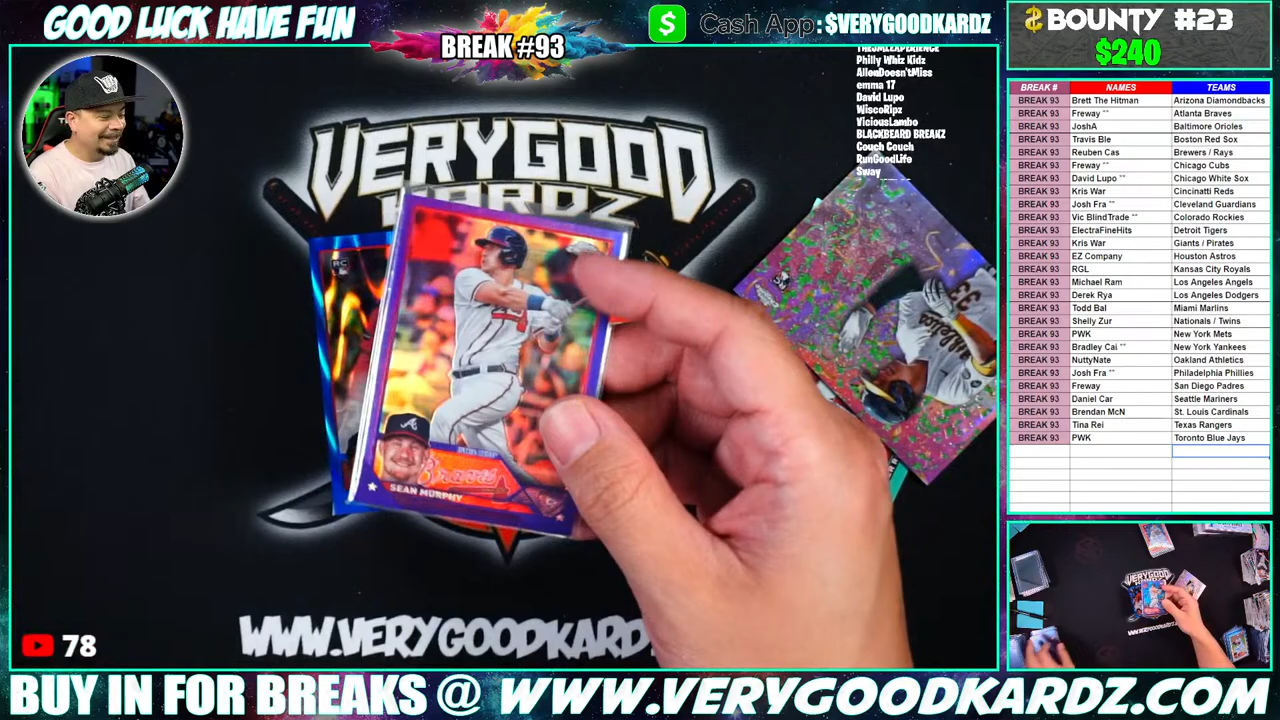 GOOD LUCK HAVE FUN
BREAK #93
Cash App: $VERYGOODKARDZ
$ BOUNTY #23
$240
THEJMLEXPERIENCE
Philly Whiz Kidz
AllenDoesn'tMiss
emma 17
David Lupo
WiscoRipz
ViciousLambo
BLACKBEARD BREAKZ
Couch Couch
RunGoodLife
Sway
BREAK # NAMES TEAMS
BREAK 93 Brett The Hitman Arizona Diamondbacks
BREAK 93 Freway ** Atlanta Braves
BREAK 93 JoshA Baltimore Orioles
BREAK 93 Travis Ble Boston Red Sox
BREAK 93 Reuben Cas Brewers / Rays
BREAK 93 Freway ** Chicago Cubs
BREAK 93 David Lupo ** Chicago White Sox
BREAK 93 Kris War Cincinatti Reds
BREAK 93 Josh Fra ** Cleveland Guardians
BREAK 93 Vic BlindTrade ** Colorado Rockies
BREAK 93 ElectraFineHits Detroit Tigers
BREAK 93 Kris War Giants / Pirates
BREAK 93 EZ Company Houston Astros
BREAK 93 RGL Kansas City Royals
BREAK 93 Michael Ram Los Angeles Angels
BREAK 93 Derek Rya Los Angeles Dodgers
BREAK 93 Todd Bal Miami Marlins
BREAK 93 Shelly Zur Nationals / Twins
BREAK 93 PWK New York Mets
BREAK 93 Bradley Cai ** New York Yankees
BREAK 93 NuttyNate Oakland Athletics
BREAK 93 Josh Fra ** Philadelphia Phillies
BREAK 93 Freway San Diego Padres
BREAK 93 Daniel Car Seattle Mariners
BREAK 93 Brendan McN St. Louis Cardinals
BREAK 93 Tina Rei Texas Rangers
BREAK 93 PWK Toronto Blue Jays
VERYGOOD
KARDZ
RC
Braves
SEAN MURPHY
33
WWW.VERYGOODKARDZ
78
BUY IN FOR BREAKS @ WWW.VERYGOODKARDZ.COM